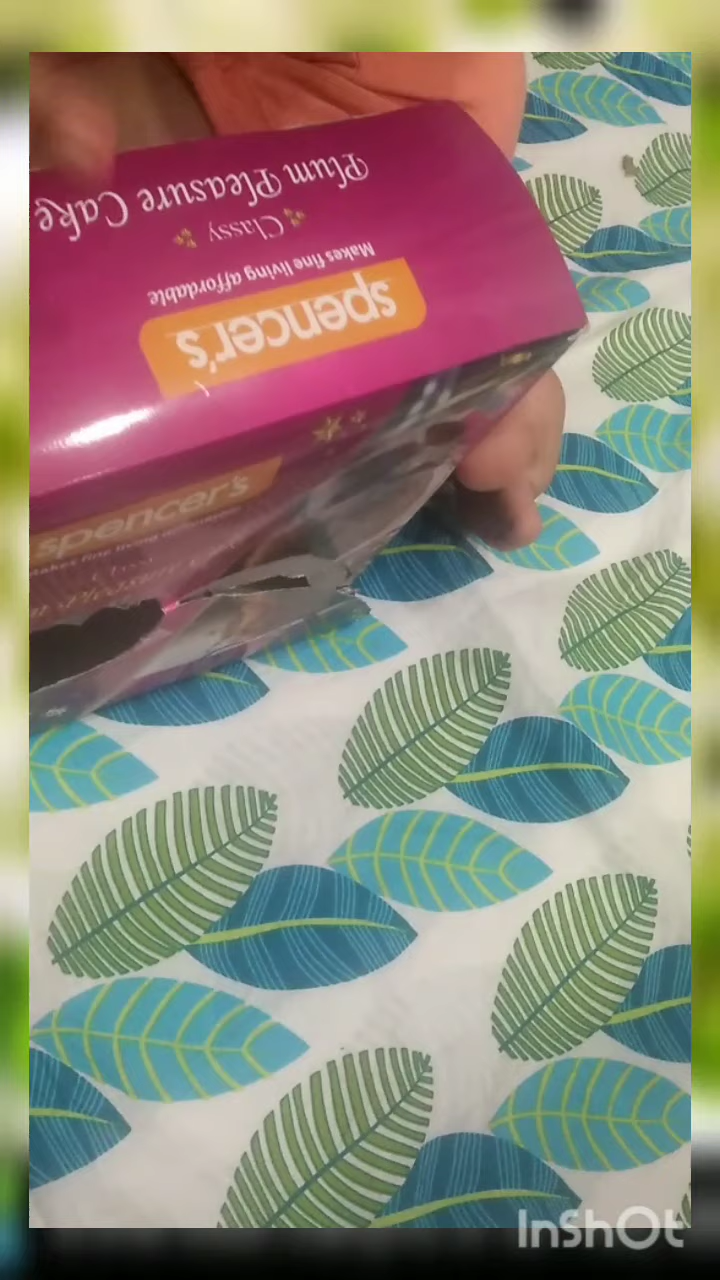 spencer's
Makes fine living affordable
Classy
Plum Pleasure Cake
spencer's
InShOt